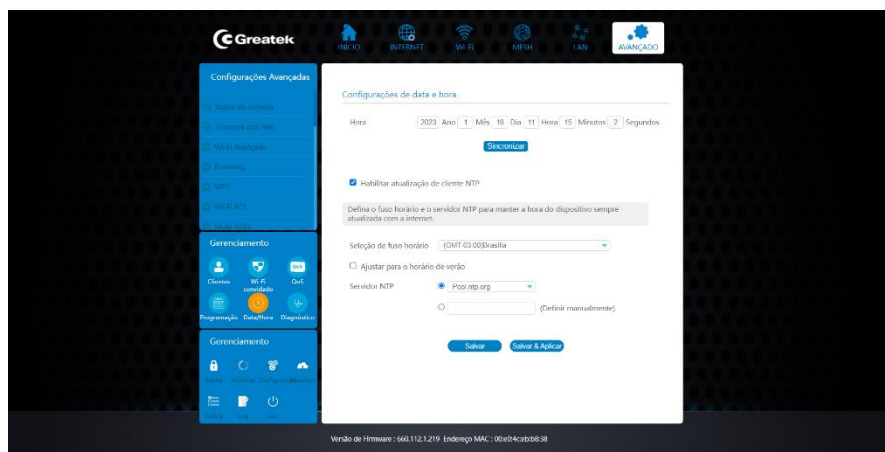 Greatek
INÍCIO INTERNET WI-FI MESH LAN AVANÇADO
Configurações Avançadas
Status do sistema
Controle dos Pais
Wi-Fi Avançado
Roaming
WPS
Wi-Fi ACL
Configurações de data e hora
Hora 2023 Ano 1 Mês 16 Dia 11 Hora 15 Minutos 2 Segundos
Sincronizar
Habilitar atualização de cliente NTP
Defina o fuso horário e o servidor NTP para manter a hora do dispositivo sempre
atualizada com a internet.
Seleção de fuso horário (GMT-03:00)Brasília
Ajustar para o horário de verão
Servidor NTP Pool.ntp.org
(Definir manualmente)
Salvar Salvar & Aplicar
Gerenciamento
QoS
Clientes Wi-Fi convidado QoS
Programação Data/Hora Diagnóstico
Gerenciamento
Senha
Log
Versão de Firmware : 660.112.1.219 Endereço MAC : 00:e0:4c:eb:b8:38